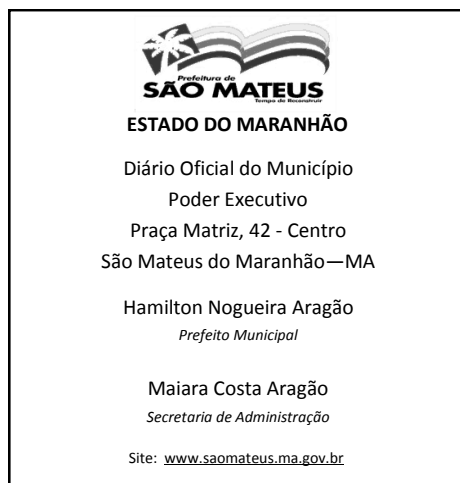 Prefeitura de
SÃO MATEUS
Tempo de Reconstruir
ESTADO DO MARANHÃO
Diário Oficial do Município
Poder Executivo
Praça Matriz, 42 - Centro
São Mateus do Maranhão—MA
Hamilton Nogueira Aragão
Prefeito Municipal
Maiara Costa Aragão
Secretaria de Administração
Site: www.saomateus.ma.gov.br